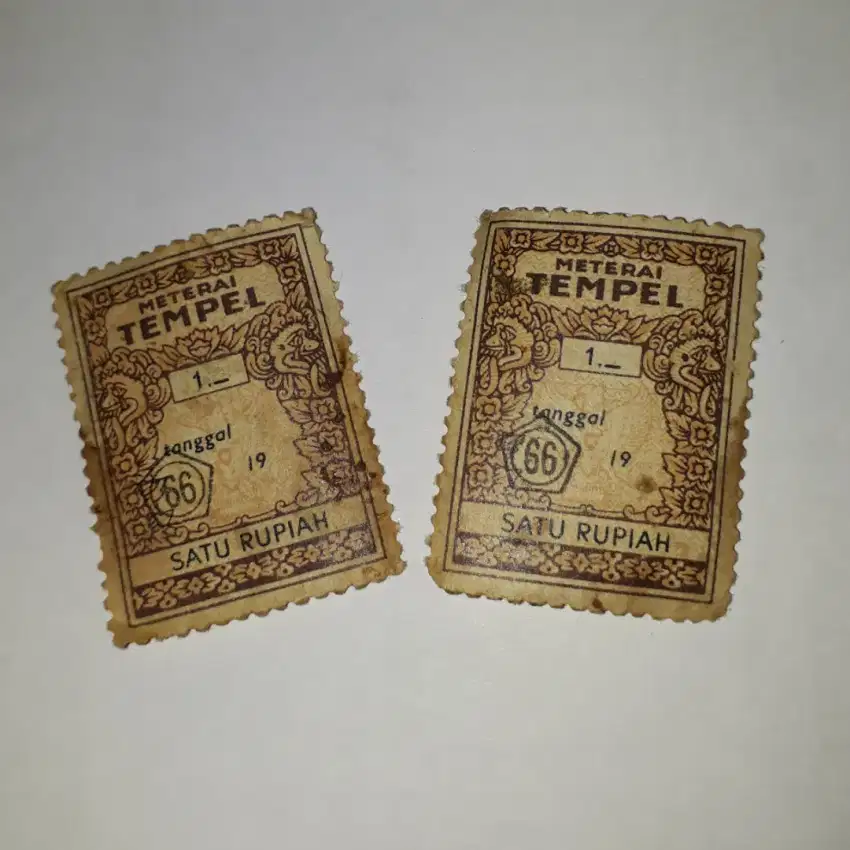 METERAI
TEMPEL
1.—
tanggal
66
19
SATU RUPIAH
METERAI
TEMPEL
1.—
tanggal
66
19
SATU RUPIAH